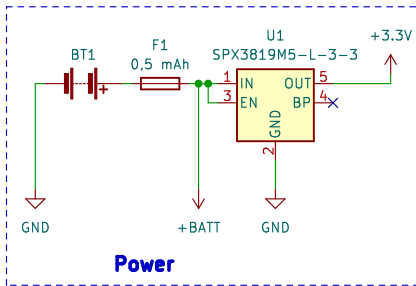 U1
SPX3819M5-L-3-3
+3.3V
BT1
F1
0,5 mAh
+
1 IN OUT 5
3 EN BP 4
GND
2
GND
+BATT
GND
Power